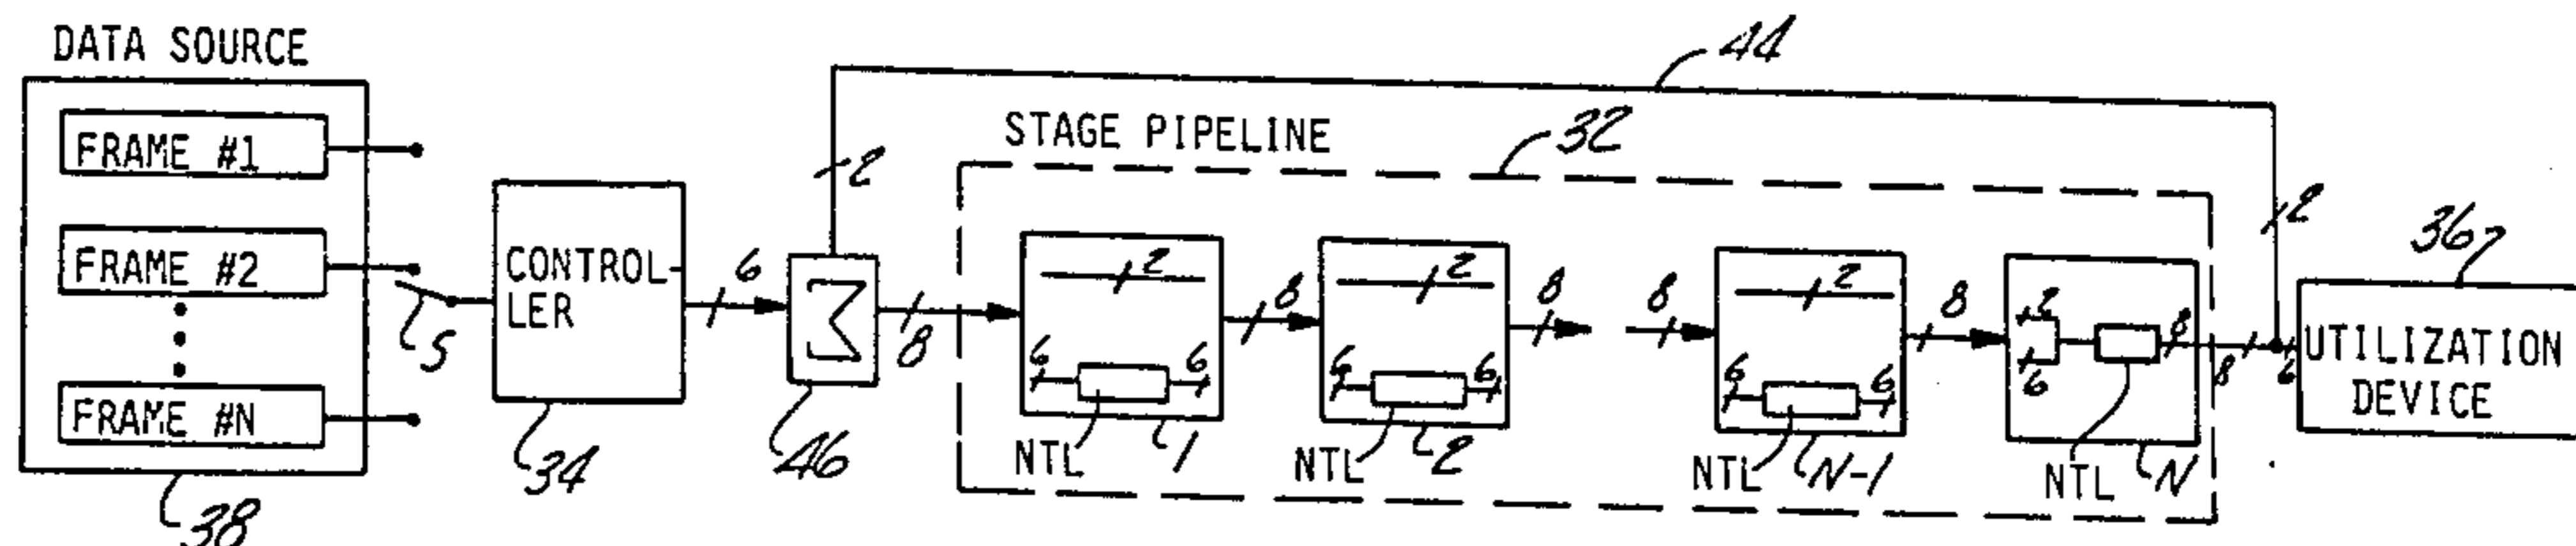 DATA SOURCE
FRAME #1
FRAME #2
FRAME #N
38
S
CONTROL-
LER
34
6
Σ
46
2
8
44
STAGE PIPELINE
32
2
6
6
NTL
1
8
2
6
6
NTL
2
8
8
2
6
6
NTL
N-1
8
2
6
8
NTL
N
8
2
6
36
UTILIZATION
DEVICE